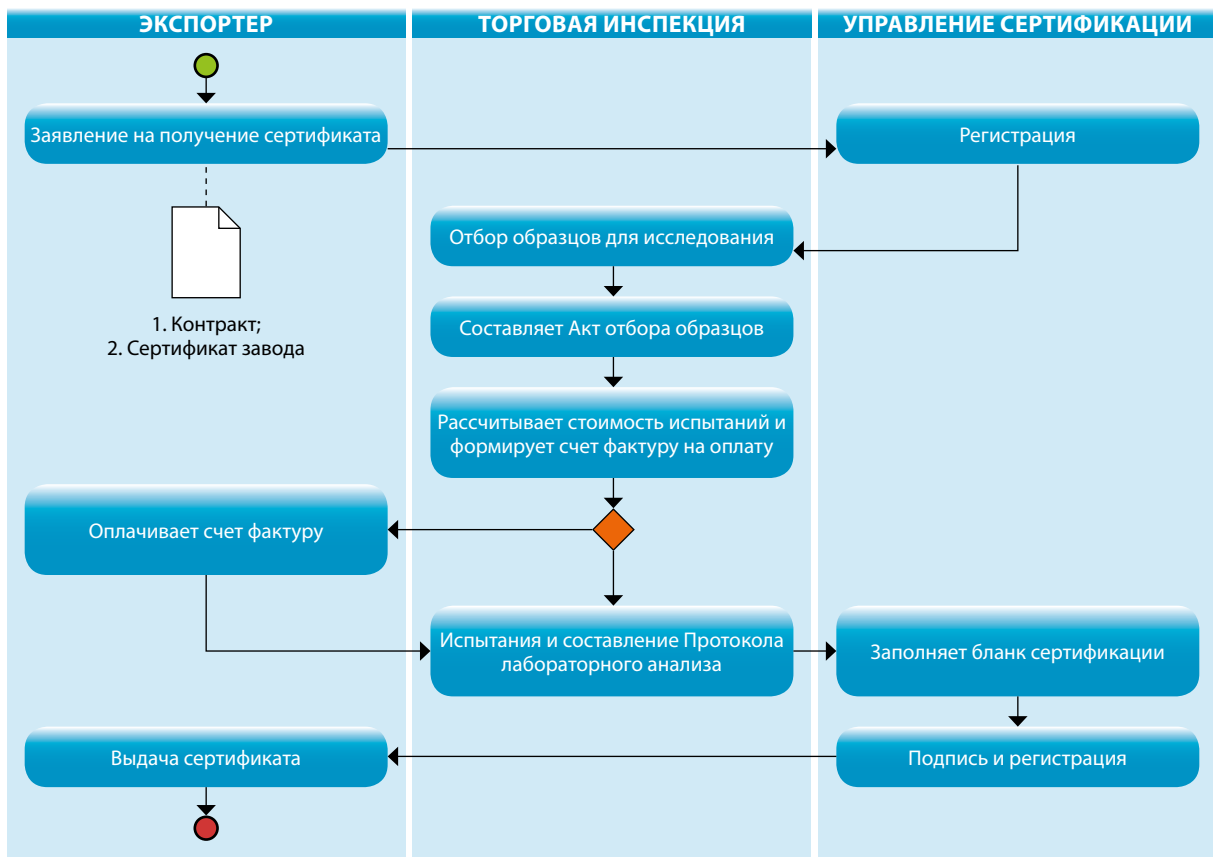 ЭКСПОРТЕР
ТОРГОВАЯ ИНСПЕКЦИЯ
УПРАВЛЕНИЕ СЕРТИФИКАЦИИ
Заявление на получение сертификата
Регистрация
1. Контракт;
2. Сертификат завода
Отбор образцов для исследования
Составляет Акт отбора образцов
Рассчитывает стоимость испытаний и
формирует счет фактуру на оплату
Оплачивает счет фактуру
Испытания и составление Протокола
лабораторного анализа
Заполняет бланк сертификации
Выдача сертификата
Подпись и регистрация